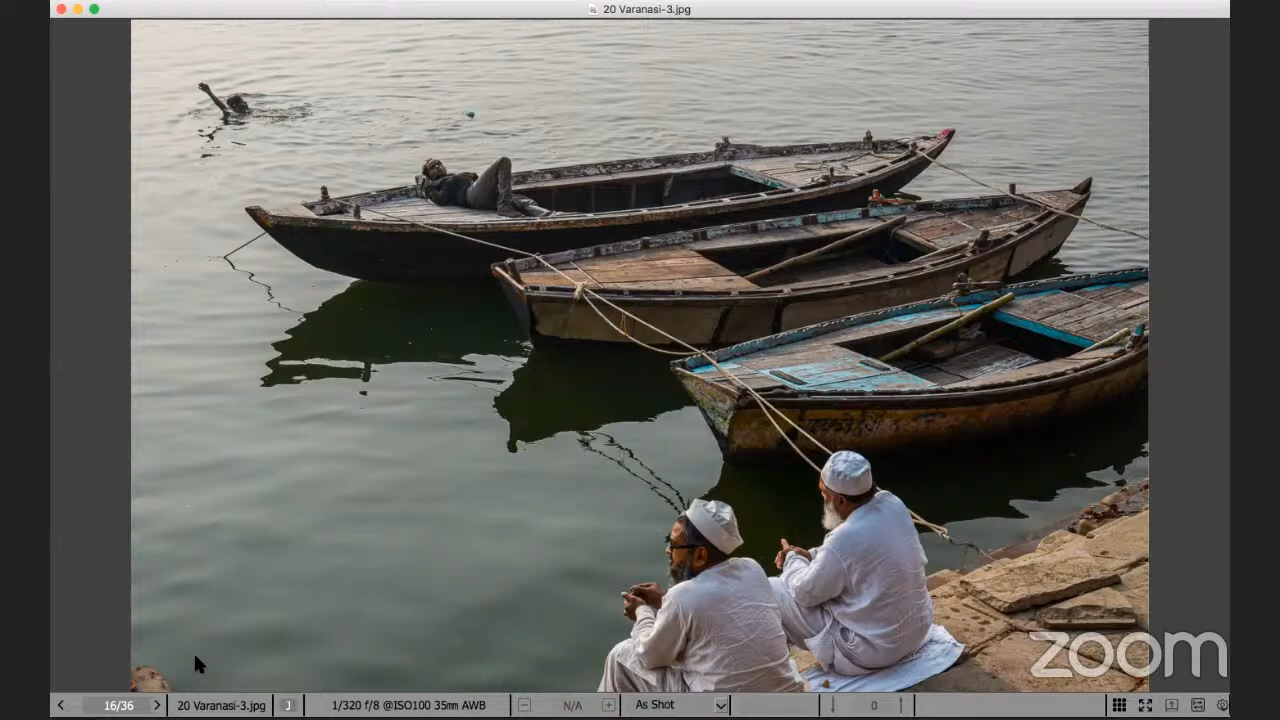 20 Varanasi-3.jpg
zoom
16/36
20 Varanasi-3.jpg
J
1/320 f/8 @ISO100 35mm AWB
N/A
As Shot
0